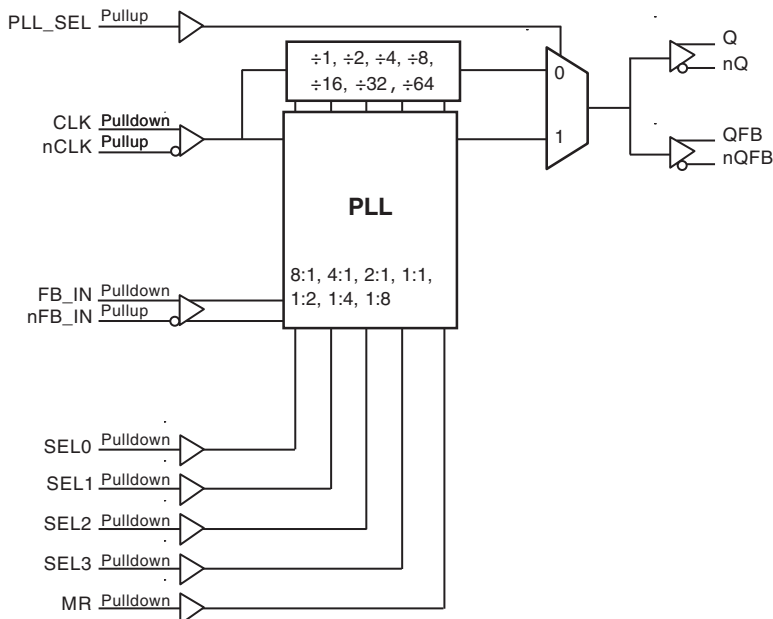 PLL_SEL Pullup
÷1, ÷2, ÷4, ÷8,
÷16, ÷32, ÷64
0
1
Q
nQ
QFB
nQFB
CLK Pulldown
nCLK Pullup
PLL
8:1, 4:1, 2:1, 1:1,
1:2, 1:4, 1:8
FB_IN Pulldown
nFB_IN Pullup
SEL0 Pulldown
SEL1 Pulldown
SEL2 Pulldown
SEL3 Pulldown
MR Pulldown